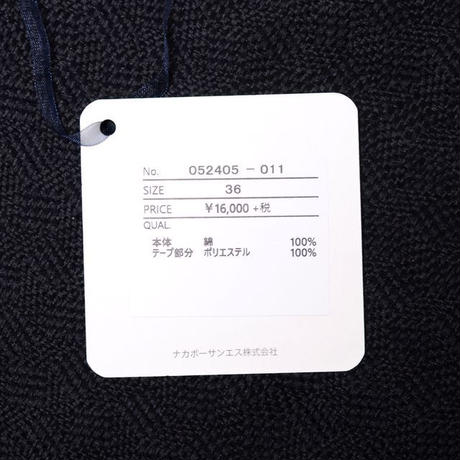 No. 052405 - 011
SIZE 36
PRICE ¥16,000 +税
QUAL.
本体 綿 100%
テープ部分 ポリエステル 100%
ナカボーサンエス株式会社